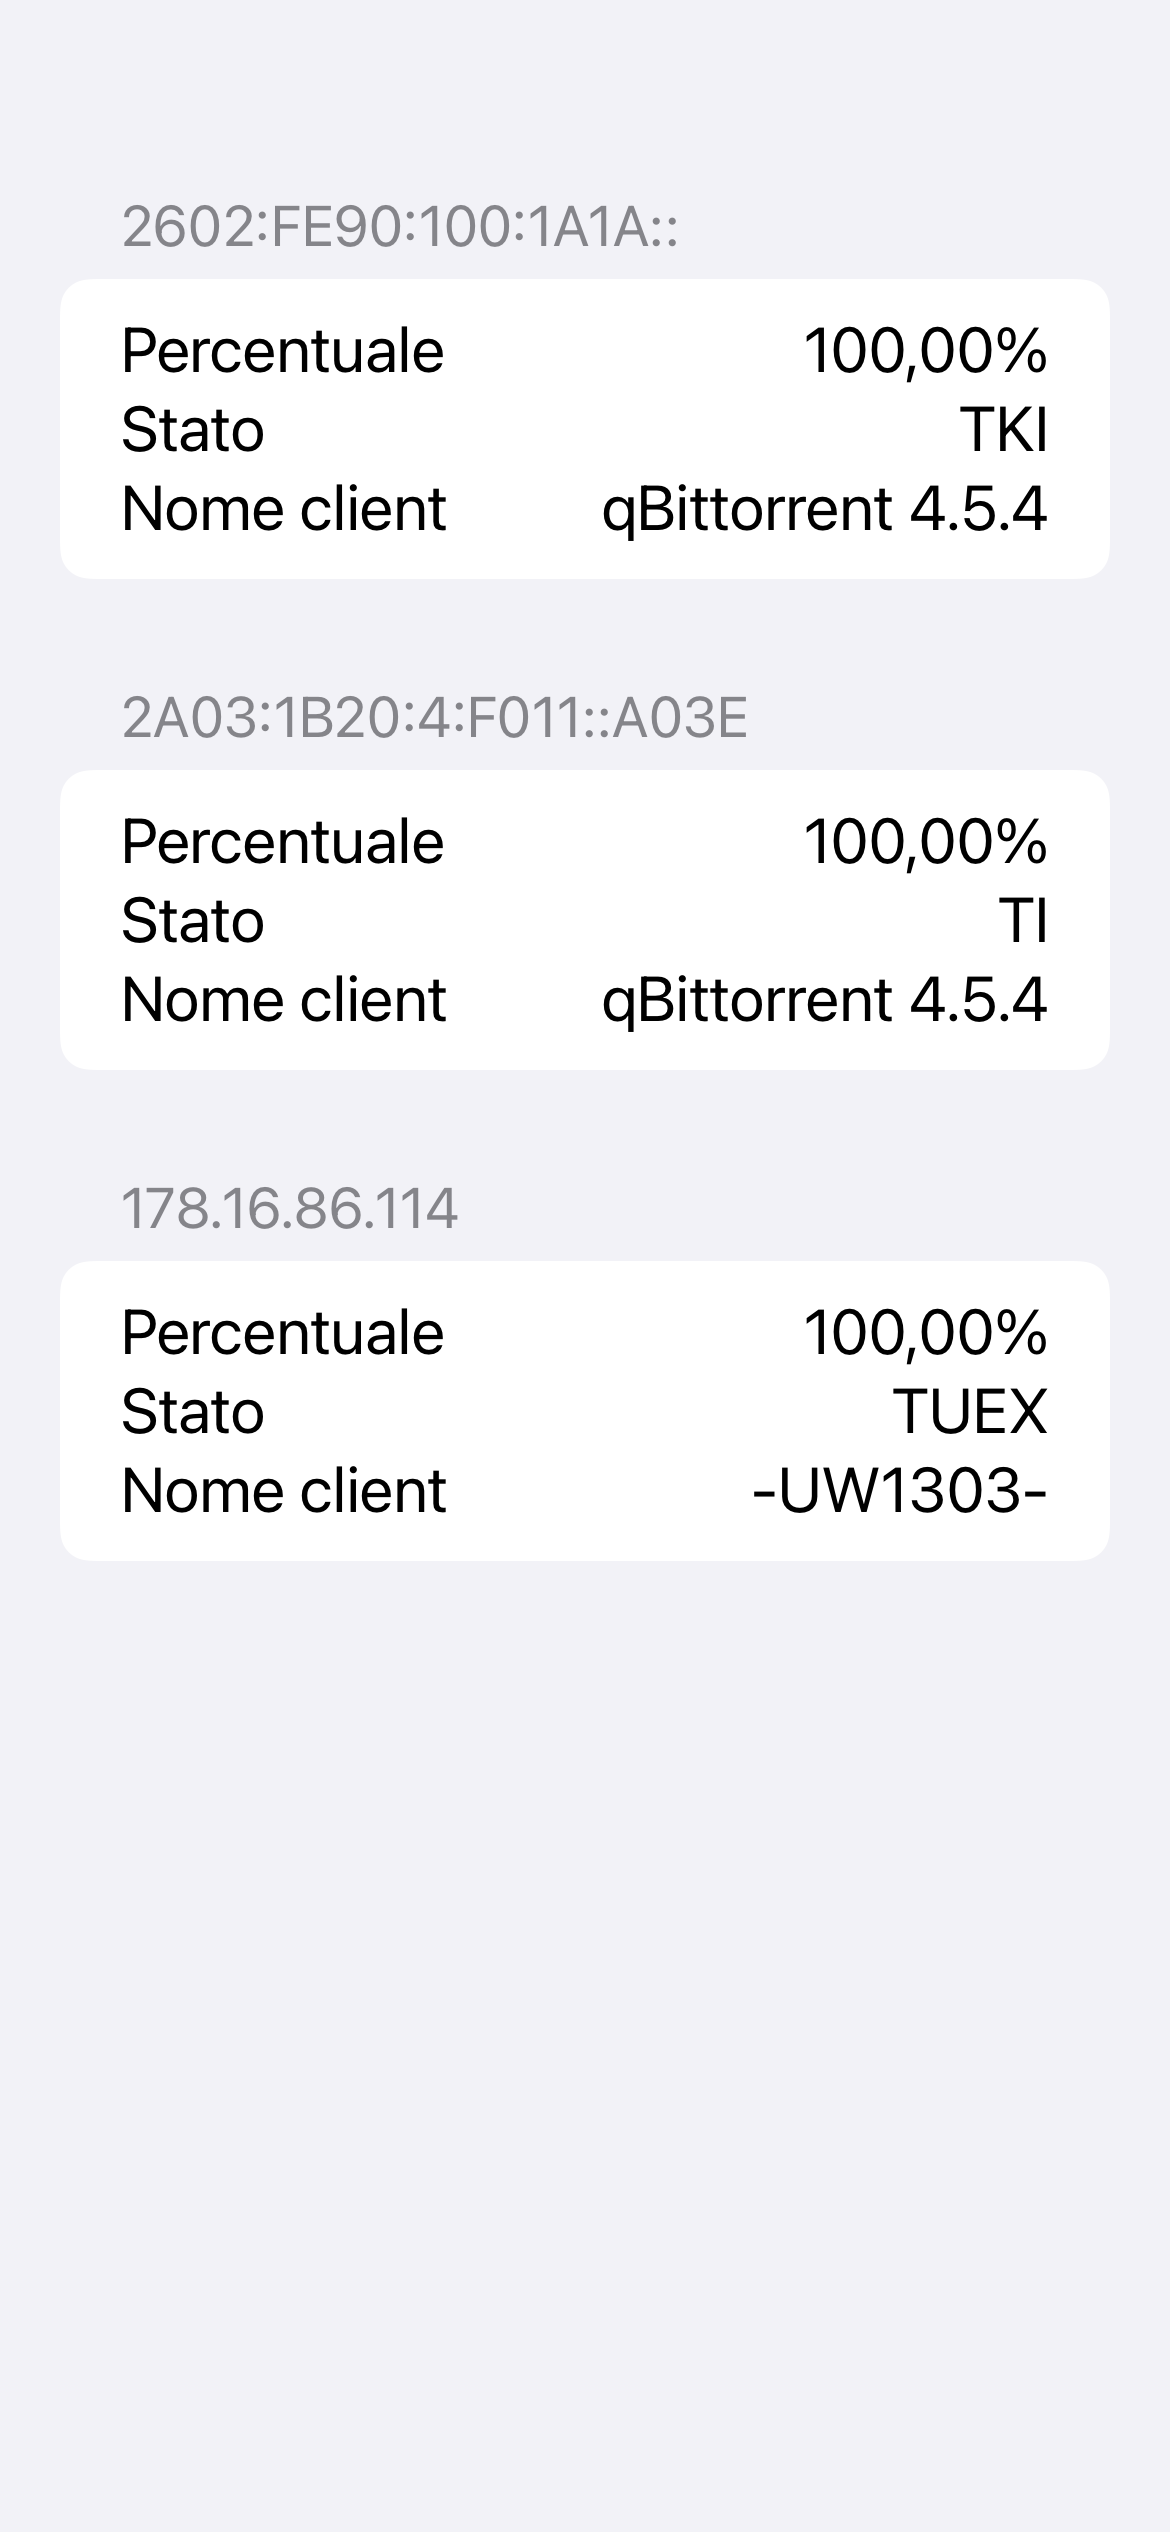 2602:FE90:100:1A1A::
Percentuale 100,00%
Stato TKI
Nome client qBittorrent 4.5.4
2A03:1B20:4:F011::A03E
Percentuale 100,00%
Stato TI
Nome client qBittorrent 4.5.4
178.16.86.114
Percentuale 100,00%
Stato TUEX
Nome client -UW1303-